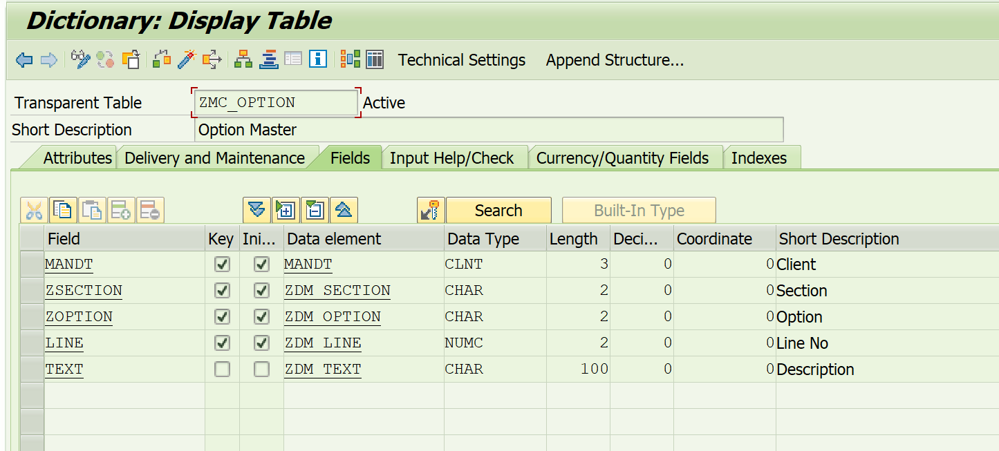 Dictionary: Display Table
Technical Settings Append Structure...
Transparent Table ZMC_OPTION Active
Short Description Option Master
Attributes Delivery and Maintenance Fields Input Help/Check Currency/Quantity Fields Indexes
Search Built-In Type
Field Key Ini... Data element Data Type Length Deci... Coordinate Short Description
MANDT MANDT CLNT 3 0 0 Client
ZSECTION ZDM_SECTION CHAR 2 0 0 Section
ZOPTION ZDM_OPTION CHAR 2 0 0 Option
LINE ZDM_LINE NUMC 2 0 0 Line No
TEXT ZDM_TEXT CHAR 100 0 0 Description